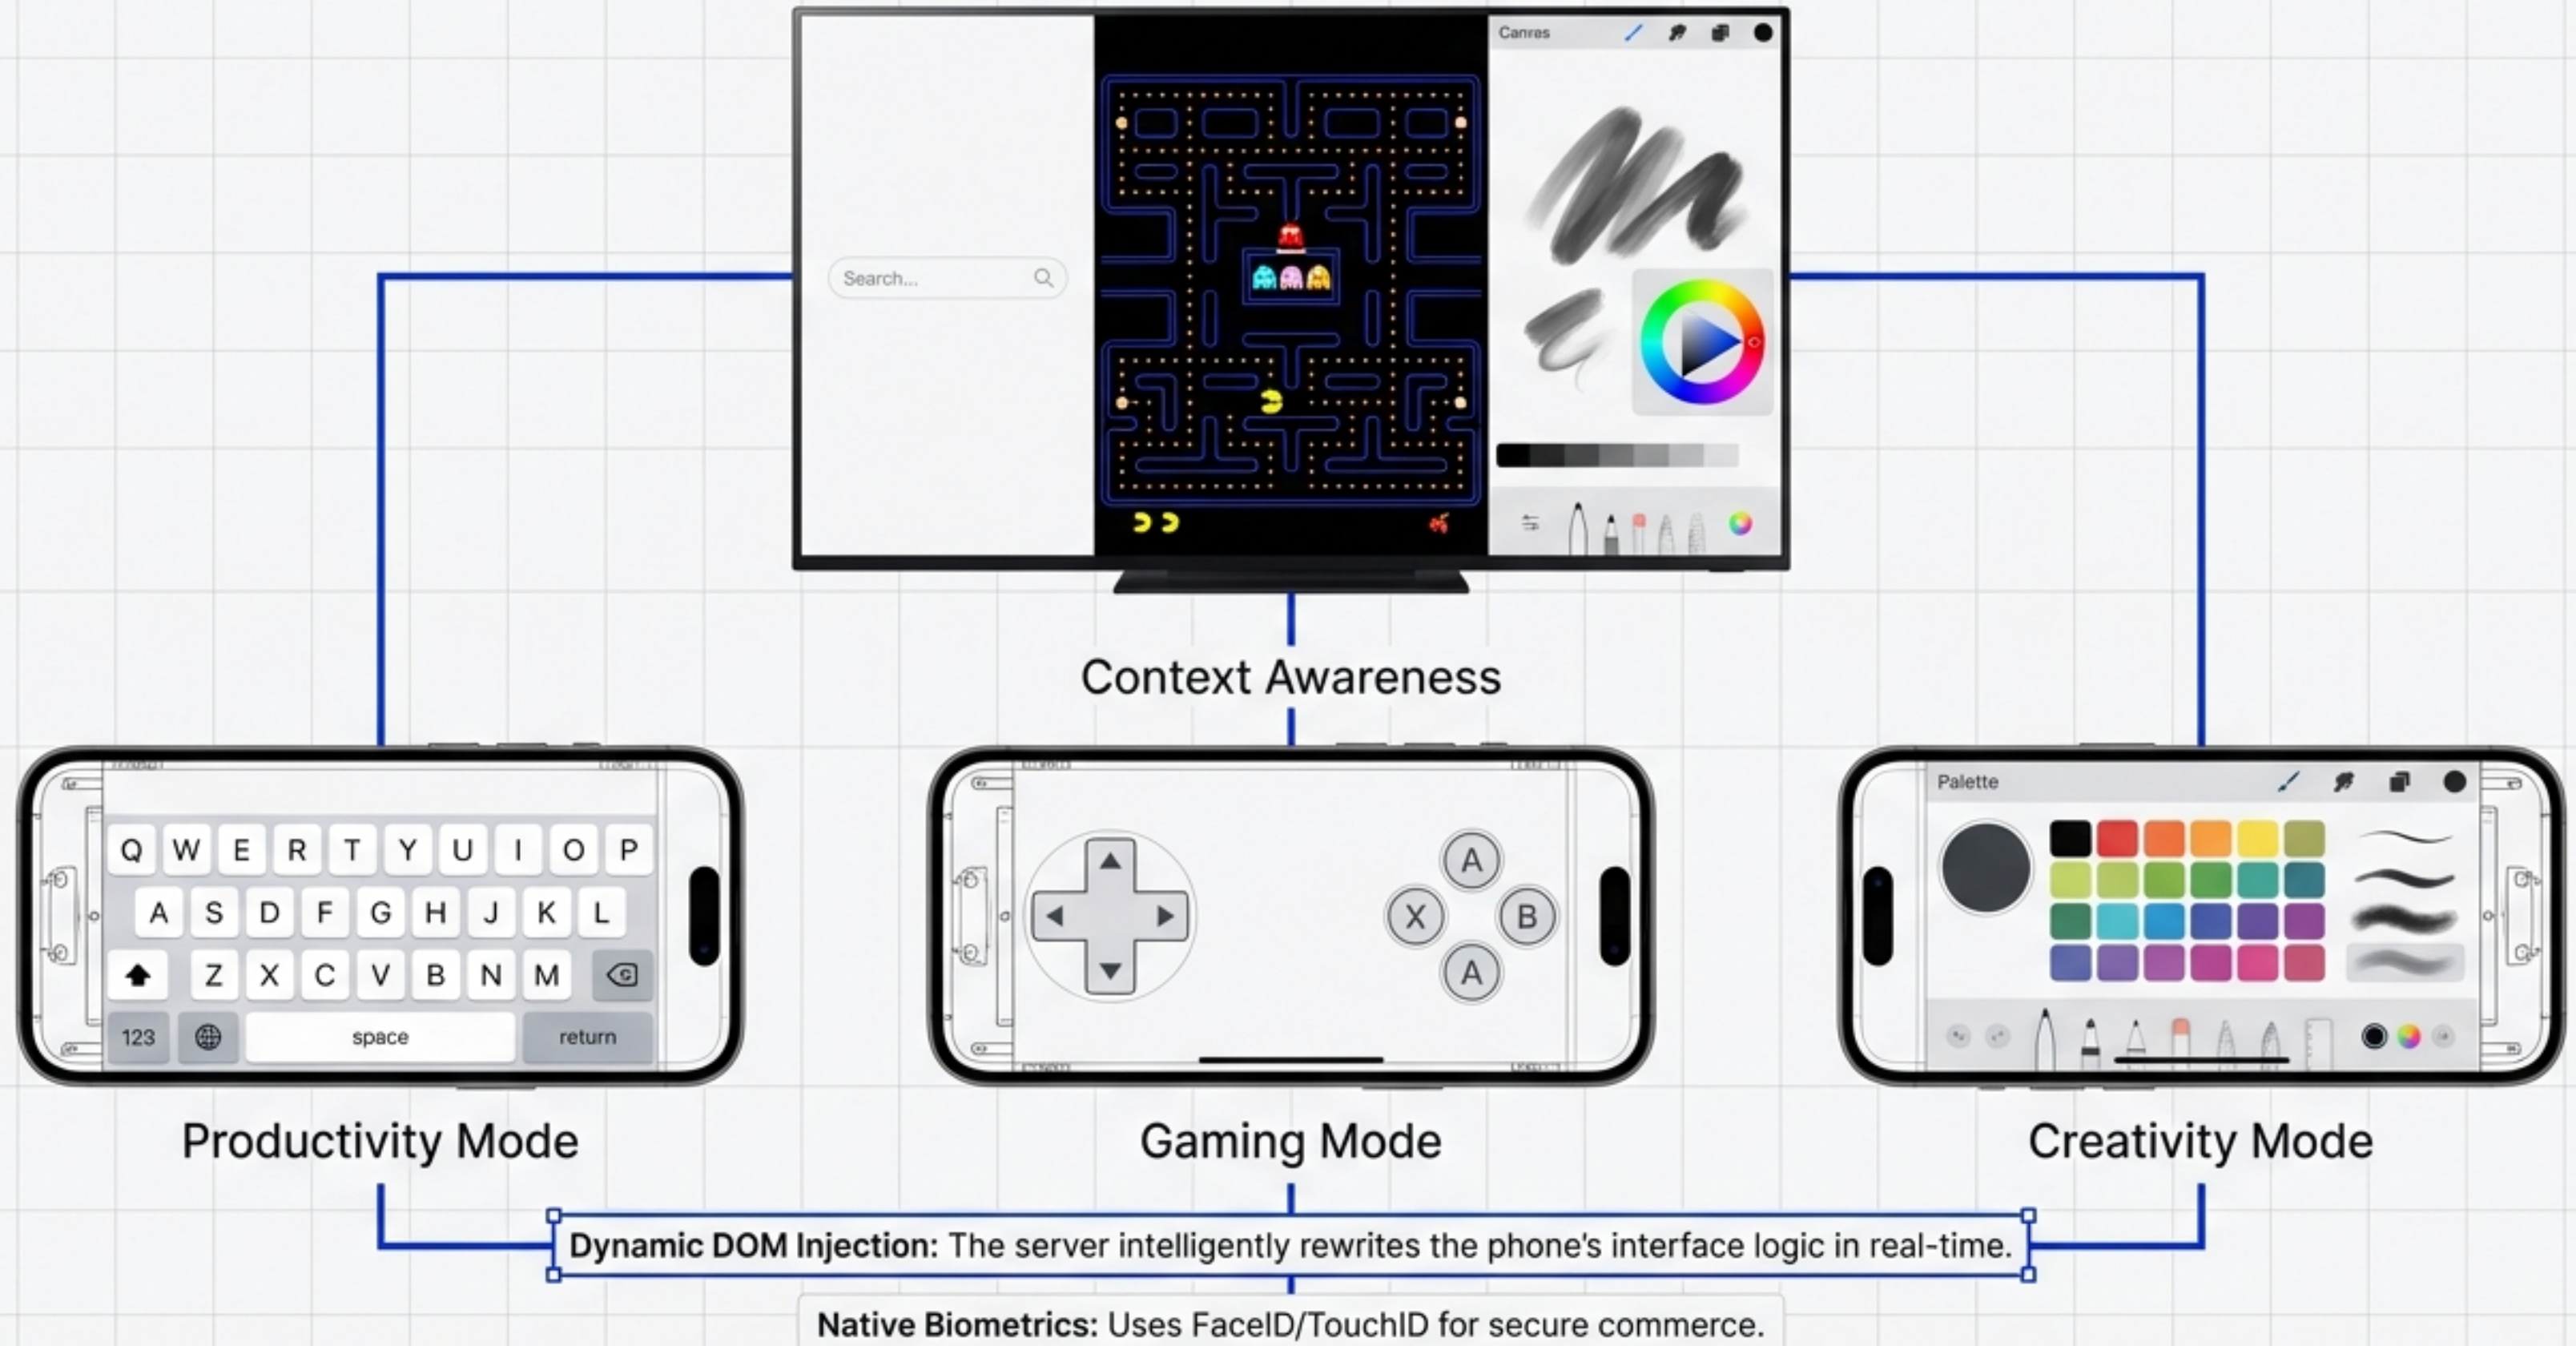 Canvas
Search...
Context Awareness
Q W E R T Y U I O P
A S D F G H J K L
Z X C V B N M
123 space return
A
X B
A
Palette
Productivity Mode
Gaming Mode
Creativity Mode
Dynamic DOM Injection: The server intelligently rewrites the phone's interface logic in real-time.
Native Biometrics: Uses FaceID/TouchID for secure commerce.